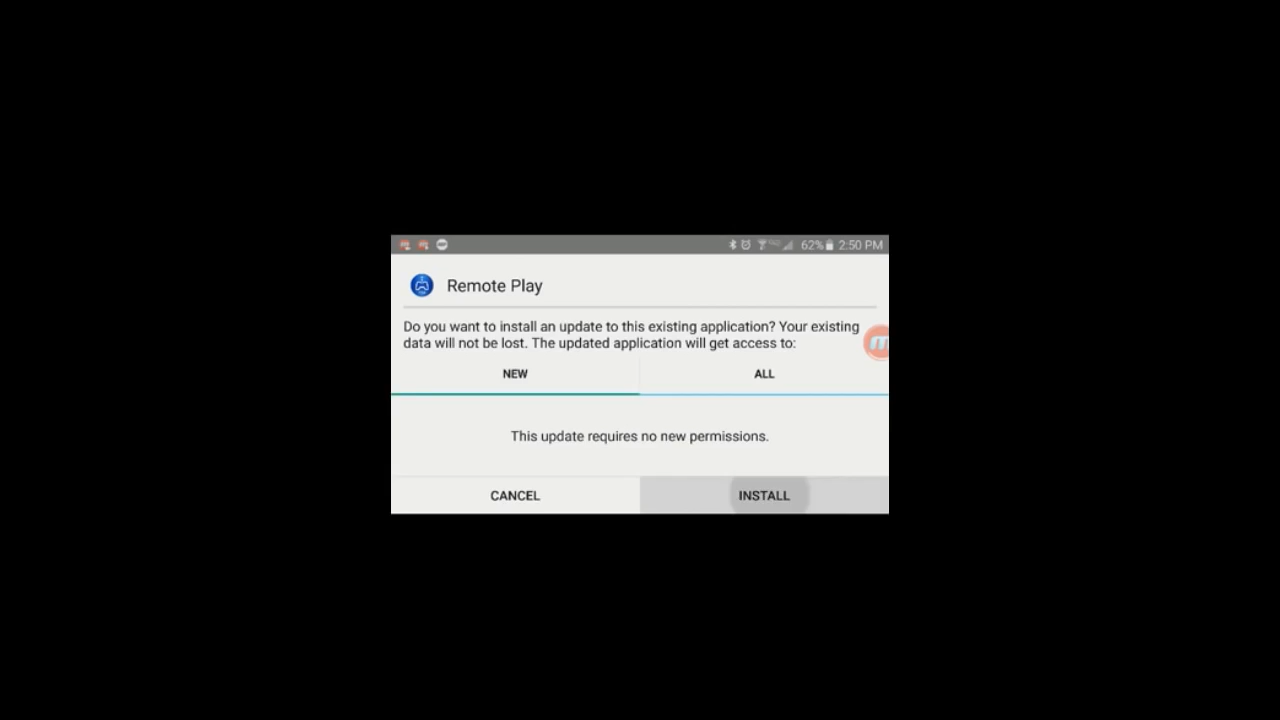 62% 2:50 PM
Remote Play
Do you want to install an update to this existing application? Your existing
data will not be lost. The updated application will get access to:
NEW ALL
This update requires no new permissions.
CANCEL INSTALL